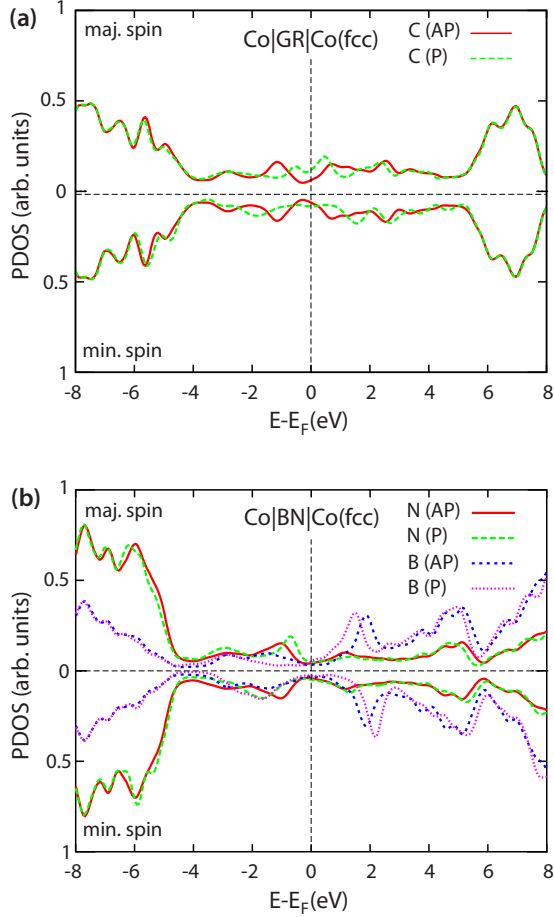 (a)
maj. spin
Co|GR|Co(fcc)
C (AP)
C (P)
1
0.5
0
0.5
1
PDOS (arb. units)
min. spin
-8 -6 -4 -2 0 2 4 6 8
E-E_F(eV)
(b)
maj. spin
Co|BN|Co(fcc)
N (AP)
N (P)
B (AP)
B (P)
1
0.5
0
0.5
1
PDOS (arb. units)
min. spin
-8 -6 -4 -2 0 2 4 6 8
E-E_F(eV)